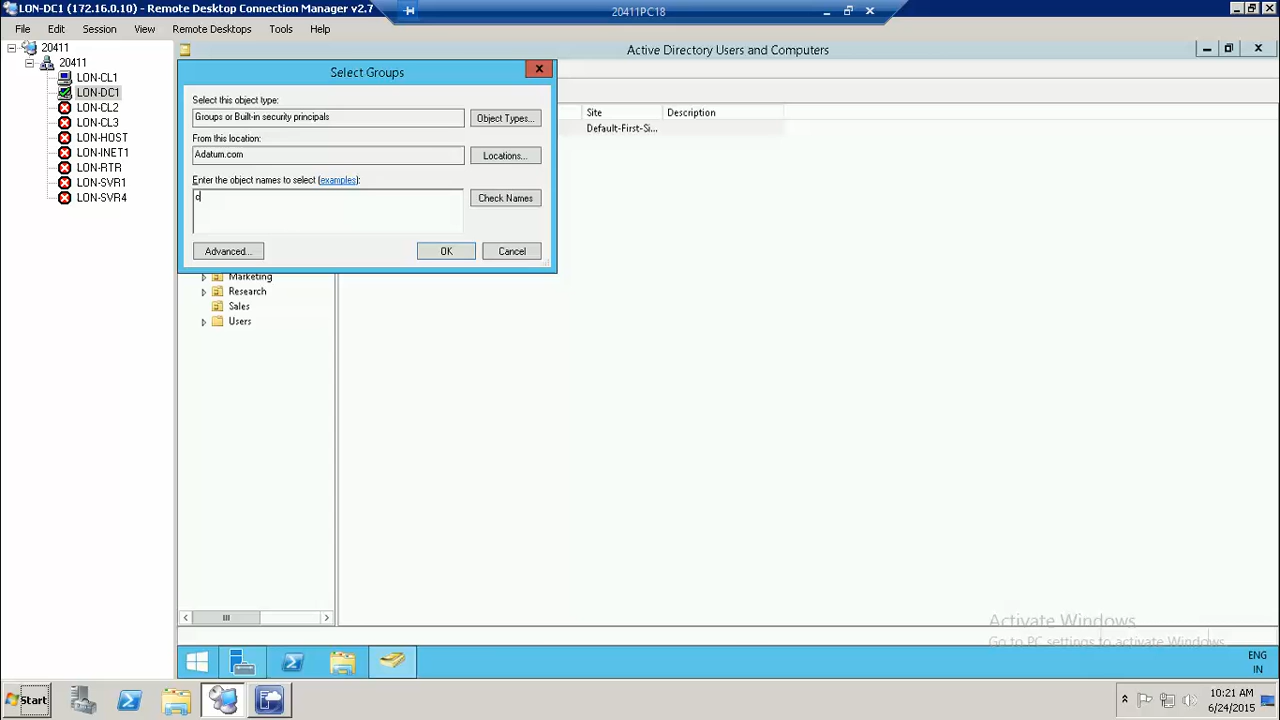 LON-DC1 (172.16.0.10) - Remote Desktop Connection Manager v2.7
20411PC18
File Edit Session View Remote Desktops Tools Help
20411
20411
LON-CL1
LON-DC1
LON-CL2
LON-CL3
LON-HOST
LON-INET1
LON-RTR
LON-SVR1
LON-SVR4
Active Directory Users and Computers
Select Groups
Select this object type:
Groups or Built-in security principals
Object Types...
From this location:
Adatum.com
Locations...
Enter the object names to select (examples):
c
Check Names
Advanced...
OK
Cancel
Site Description
Default-First-Si...
Marketing
Research
Sales
Users
Activate Windows
Go to PC settings to activate Windows.
ENG
IN
Start
10:21 AM
6/24/2015